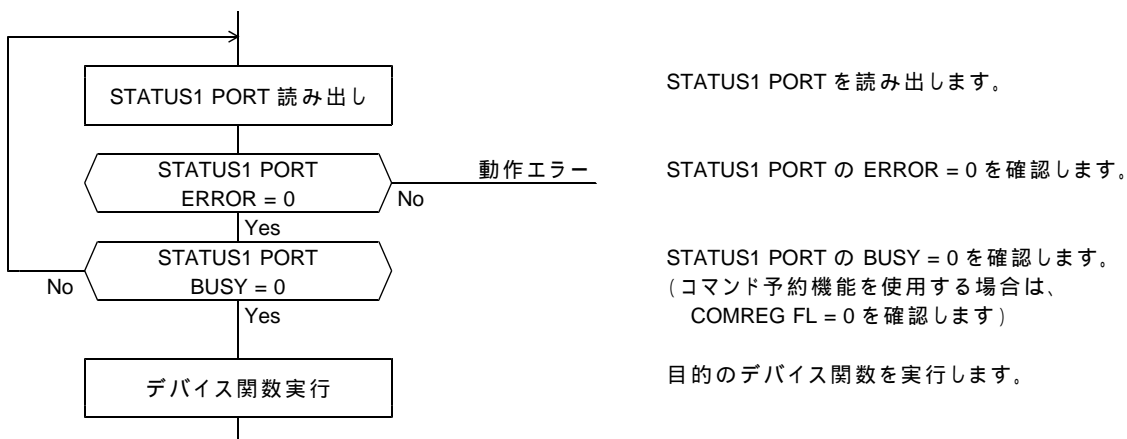 STATUS1 PORT 読み出し
STATUS1 PORT を読み出します。
STATUS1 PORT
ERROR = 0
動作エラー
No
STATUS1 PORT の ERROR = 0 を確認します。
Yes
STATUS1 PORT
BUSY = 0
No
STATUS1 PORT の BUSY = 0 を確認します。
(コマンド予約機能を使用する場合は、
COMREG FL = 0 を確認します)
Yes
デバイス関数実行
目的のデバイス関数を実行します。